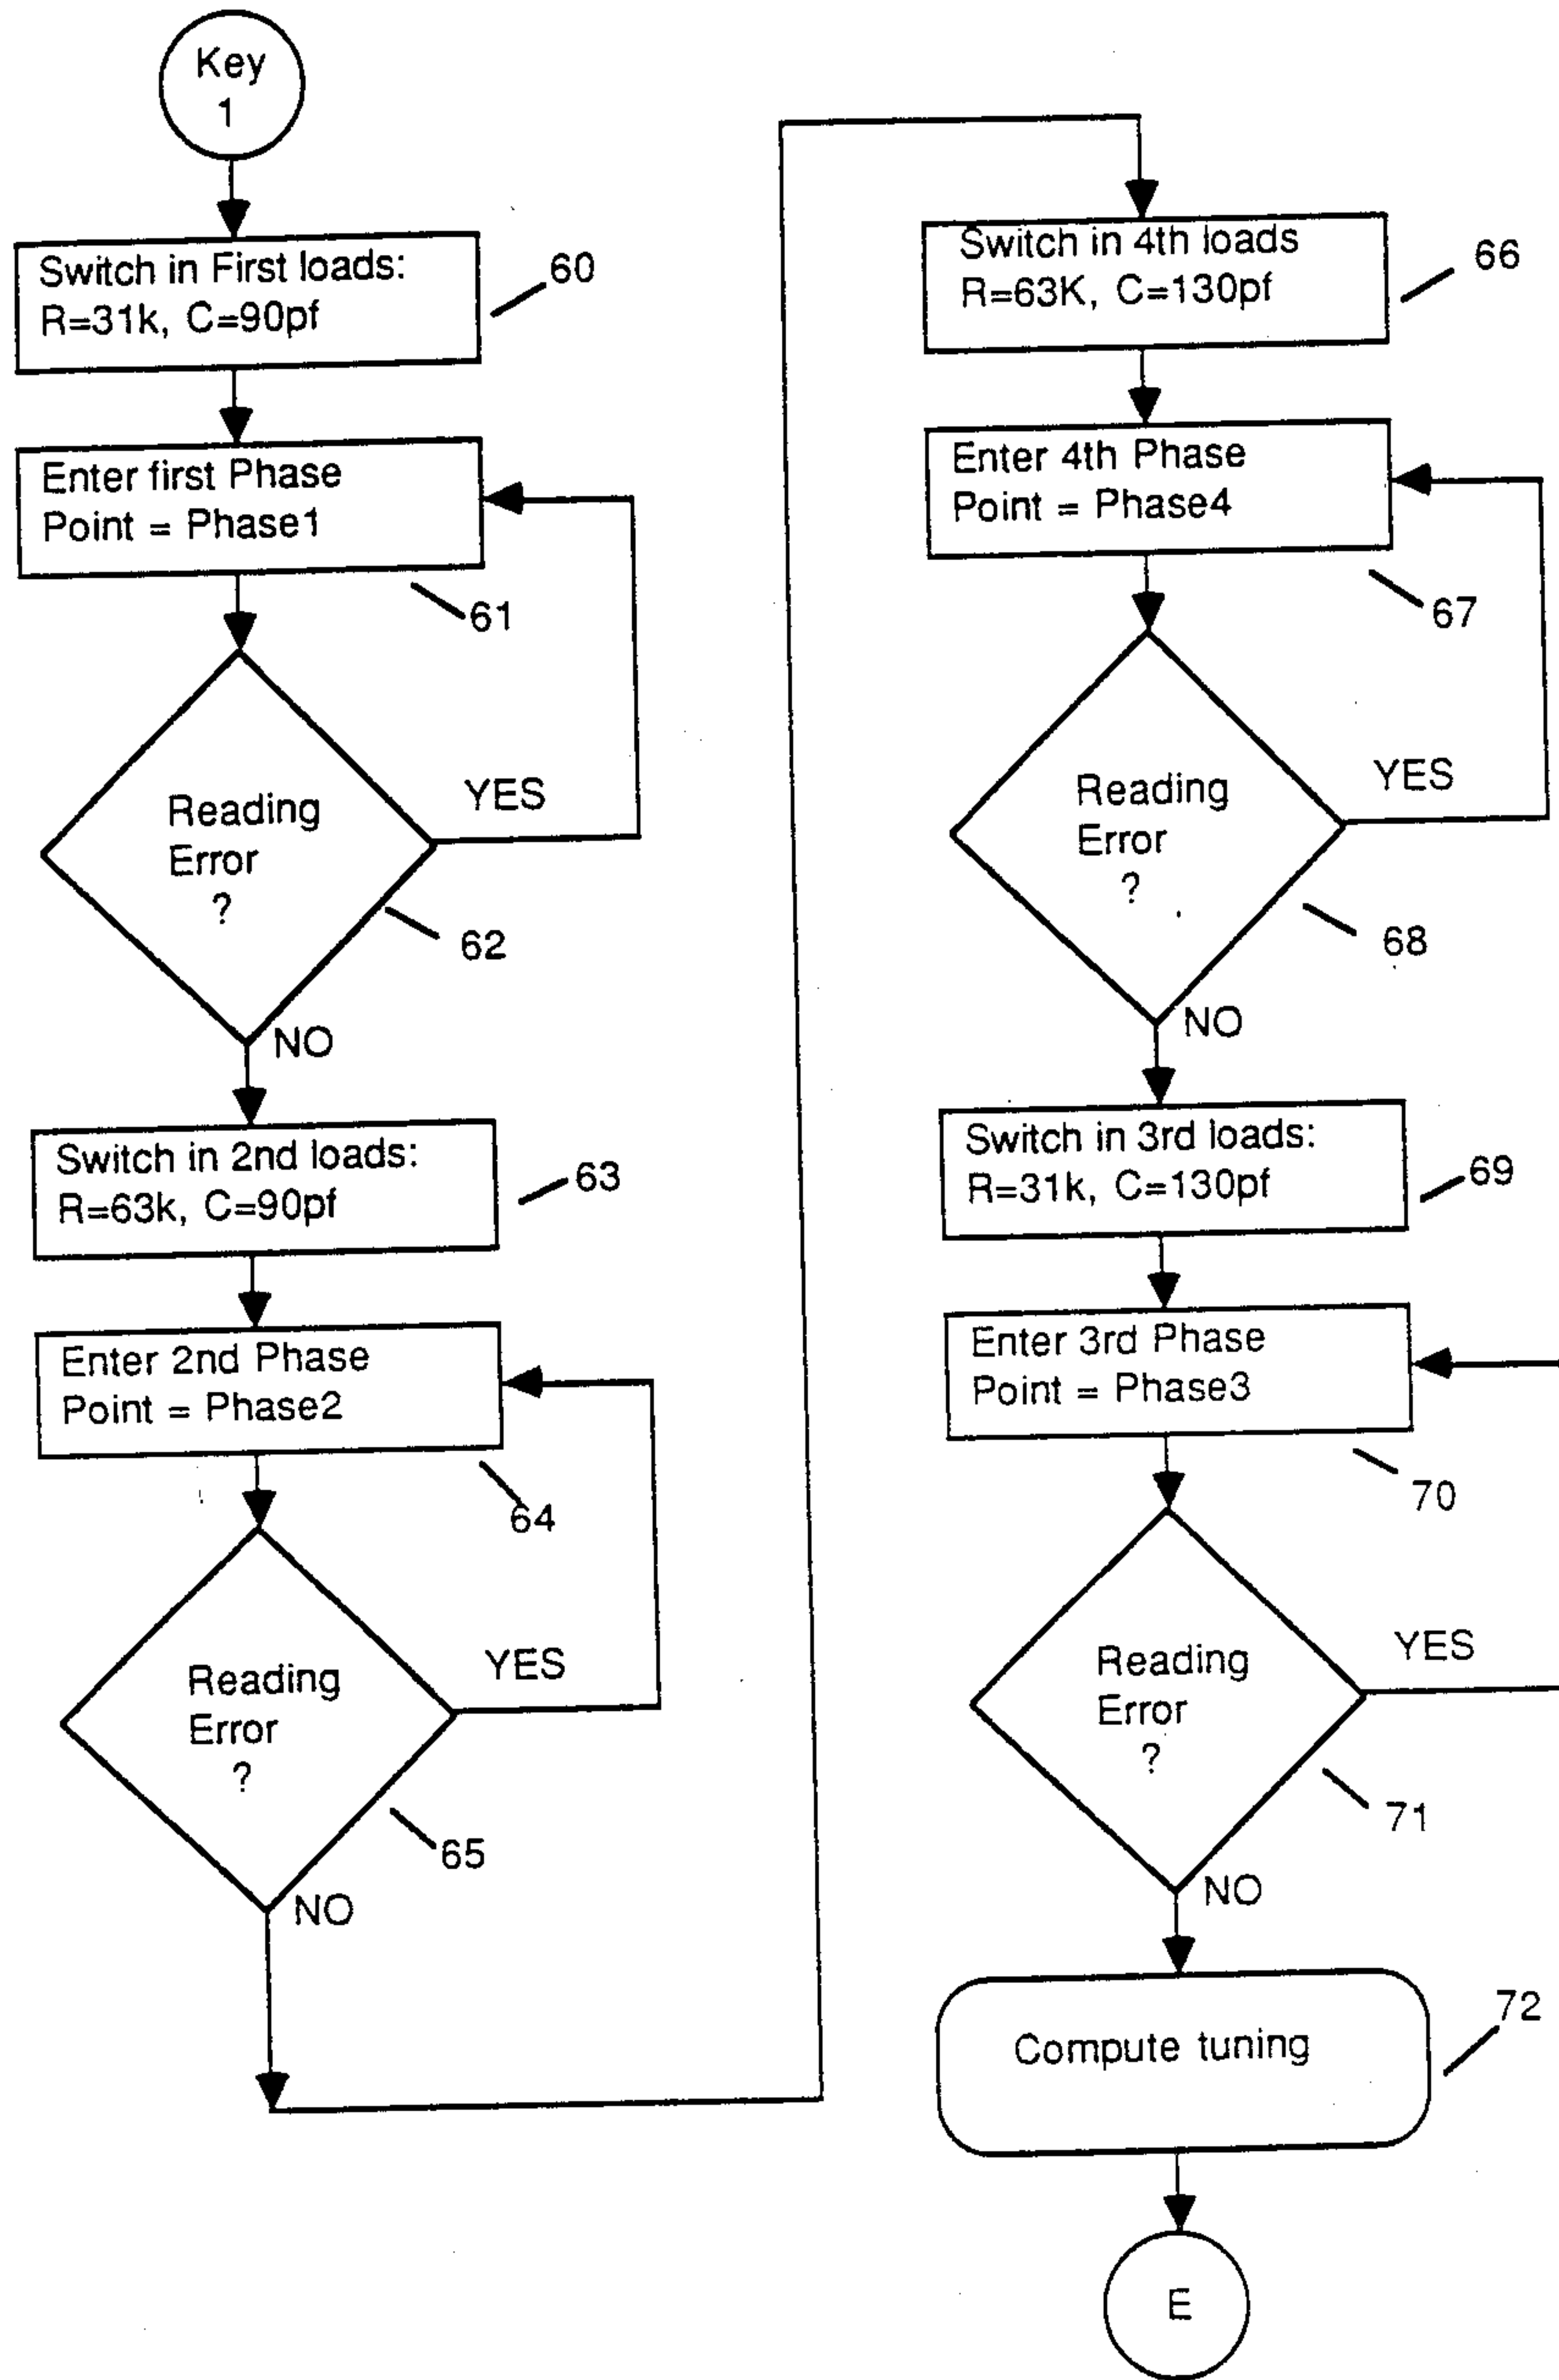 Key
1
Switch in First loads:
R=31k, C=90pf
60
Enter first Phase
Point = Phase1
61
Reading
Error
?
YES
62
NO
Switch in 2nd loads:
R=63k, C=90pf
63
Enter 2nd Phase
Point = Phase2
64
Reading
Error
?
YES
65
NO
Switch in 4th loads
R=63K, C=130pf
66
Enter 4th Phase
Point = Phase4
67
Reading
Error
?
YES
68
NO
Switch in 3rd loads:
R=31k, C=130pf
69
Enter 3rd Phase
Point = Phase3
70
Reading
Error
?
YES
71
NO
Compute tuning
72
E